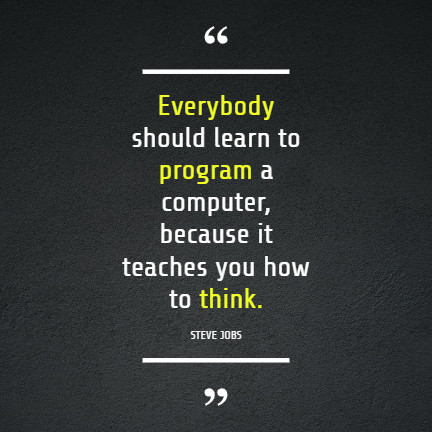 “
Everybody
should learn to
program a
computer,
because it
teaches you how
to think.
STEVE JOBS
”